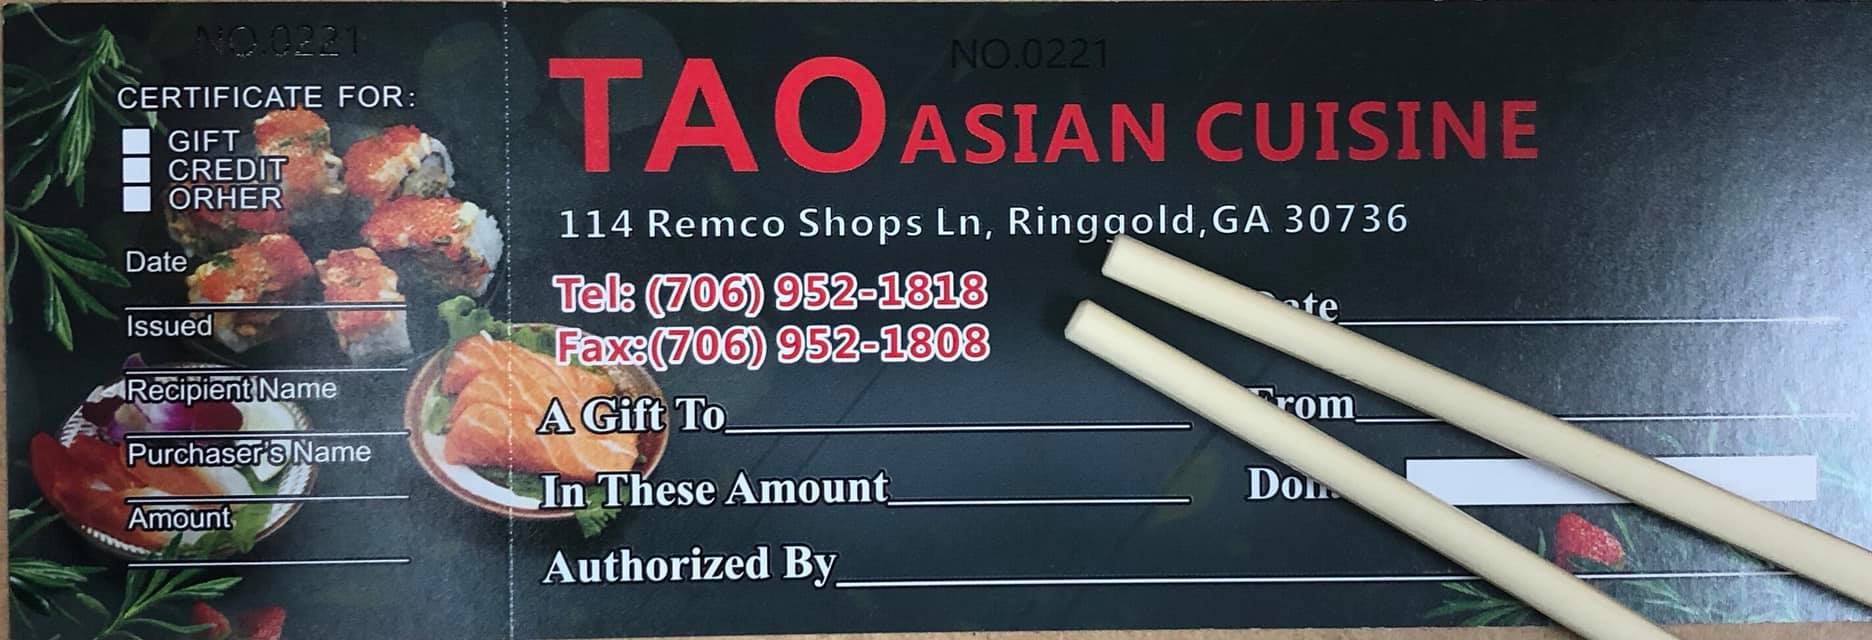 NO.0221
CERTIFICATE FOR:
GIFT
CREDIT
ORHER
Date
Issued
Recipient Name
Purchaser's Name
Amount
NO.0221
TAO ASIAN CUISINE
114 Remco Shops Ln, Ringgold,GA 30736
Tel: (706) 952-1818
Fax:(706) 952-1808
Date
A Gift To
From
In These Amount
Authorized By